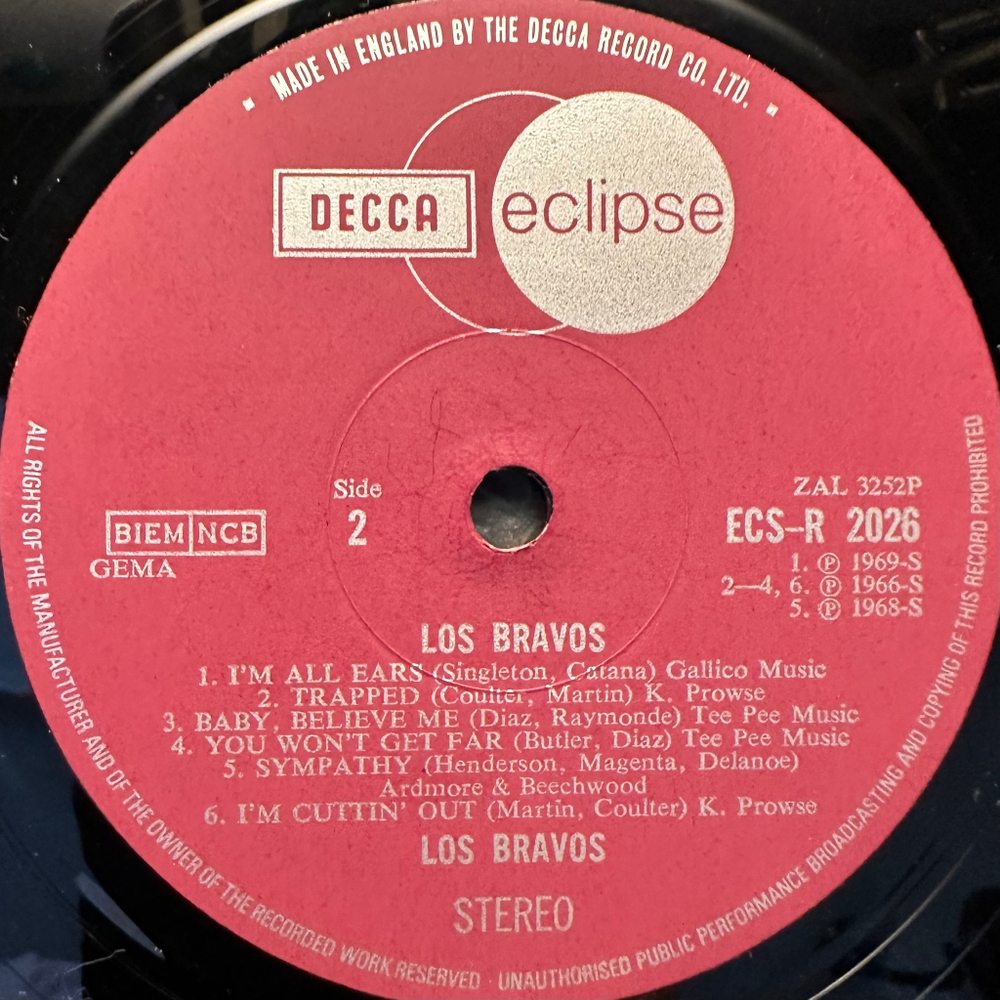 MADE IN ENGLAND BY THE DECCA RECORD CO. LTD.
DECCA
eclipse
Side
2
BIEM NCB
GEMA
ZAL 3252P
ECS-R 2026
1. ℗ 1969-S
2—4, 6. ℗ 1966-S
5. ℗ 1968-S
LOS BRAVOS
1. I'M ALL EARS (Singleton, Catana) Gallico Music
2. TRAPPED (Coulter, Martin) K. Prowse
3. BABY, BELIEVE ME (Diaz, Raymonde) Tee Pee Music
4. YOU WON'T GET FAR (Butler, Diaz) Tee Pee Music
5. SYMPATHY (Henderson, Magenta, Delanoe)
Ardmore & Beechwood
6. I'M CUTTIN' OUT (Martin, Coulter) K. Prowse
LOS BRAVOS
STEREO
ALL RIGHTS OF THE MANUFACTURER AND OF THE OWNER OF THE RECORDED WORK RESERVED · UNAUTHORISED PUBLIC PERFORMANCE BROADCASTING AND COPYING OF THIS RECORD PROHIBITED